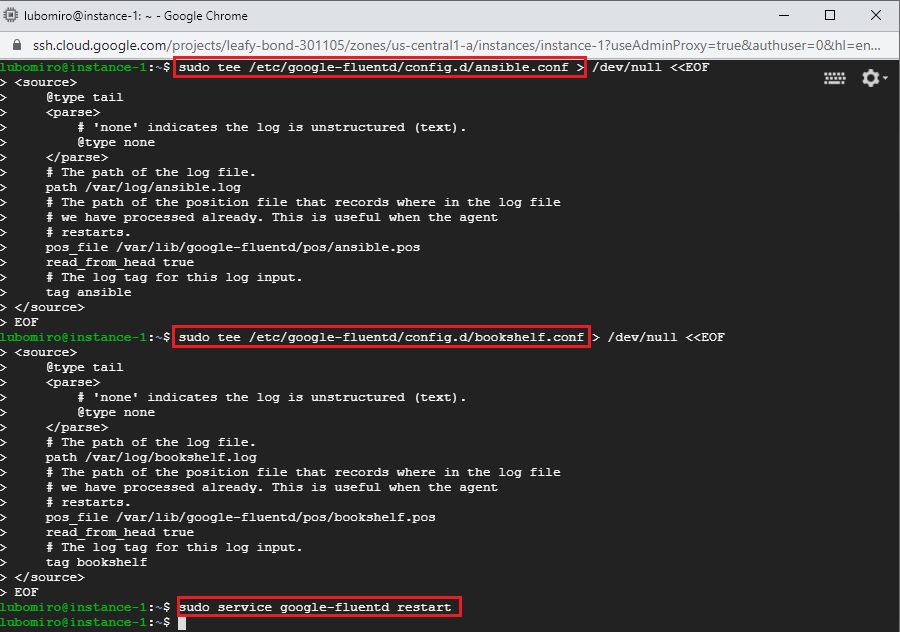 lubomiro@instance-1: ~ - Google Chrome
ssh.cloud.google.com/projects/leafy-bond-301105/zones/us-central1-a/instances/instance-1?useAdminProxy=true&authuser=0&hl=en...
lubomiro@instance-1:~$ sudo tee /etc/google-fluentd/config.d/ansible.conf > /dev/null <<EOF
> <source>
>     @type tail
>     <parse>
>         # 'none' indicates the log is unstructured (text).
>         @type none
>     </parse>
>     # The path of the log file.
>     path /var/log/ansible.log
>     # The path of the position file that records where in the log file
>     # we have processed already. This is useful when the agent
>     # restarts.
>     pos_file /var/lib/google-fluentd/pos/ansible.pos
>     read_from_head true
>     # The log tag for this log input.
>     tag ansible
> </source>
> EOF
lubomiro@instance-1:~$ sudo tee /etc/google-fluentd/config.d/bookshelf.conf > /dev/null <<EOF
> <source>
>     @type tail
>     <parse>
>         # 'none' indicates the log is unstructured (text).
>         @type none
>     </parse>
>     # The path of the log file.
>     path /var/log/bookshelf.log
>     # The path of the position file that records where in the log file
>     # we have processed already. This is useful when the agent
>     # restarts.
>     pos_file /var/lib/google-fluentd/pos/bookshelf.pos
>     read_from_head true
>     # The log tag for this log input.
>     tag bookshelf
> </source>
> EOF
lubomiro@instance-1:~$ sudo service google-fluentd restart
lubomiro@instance-1:~$